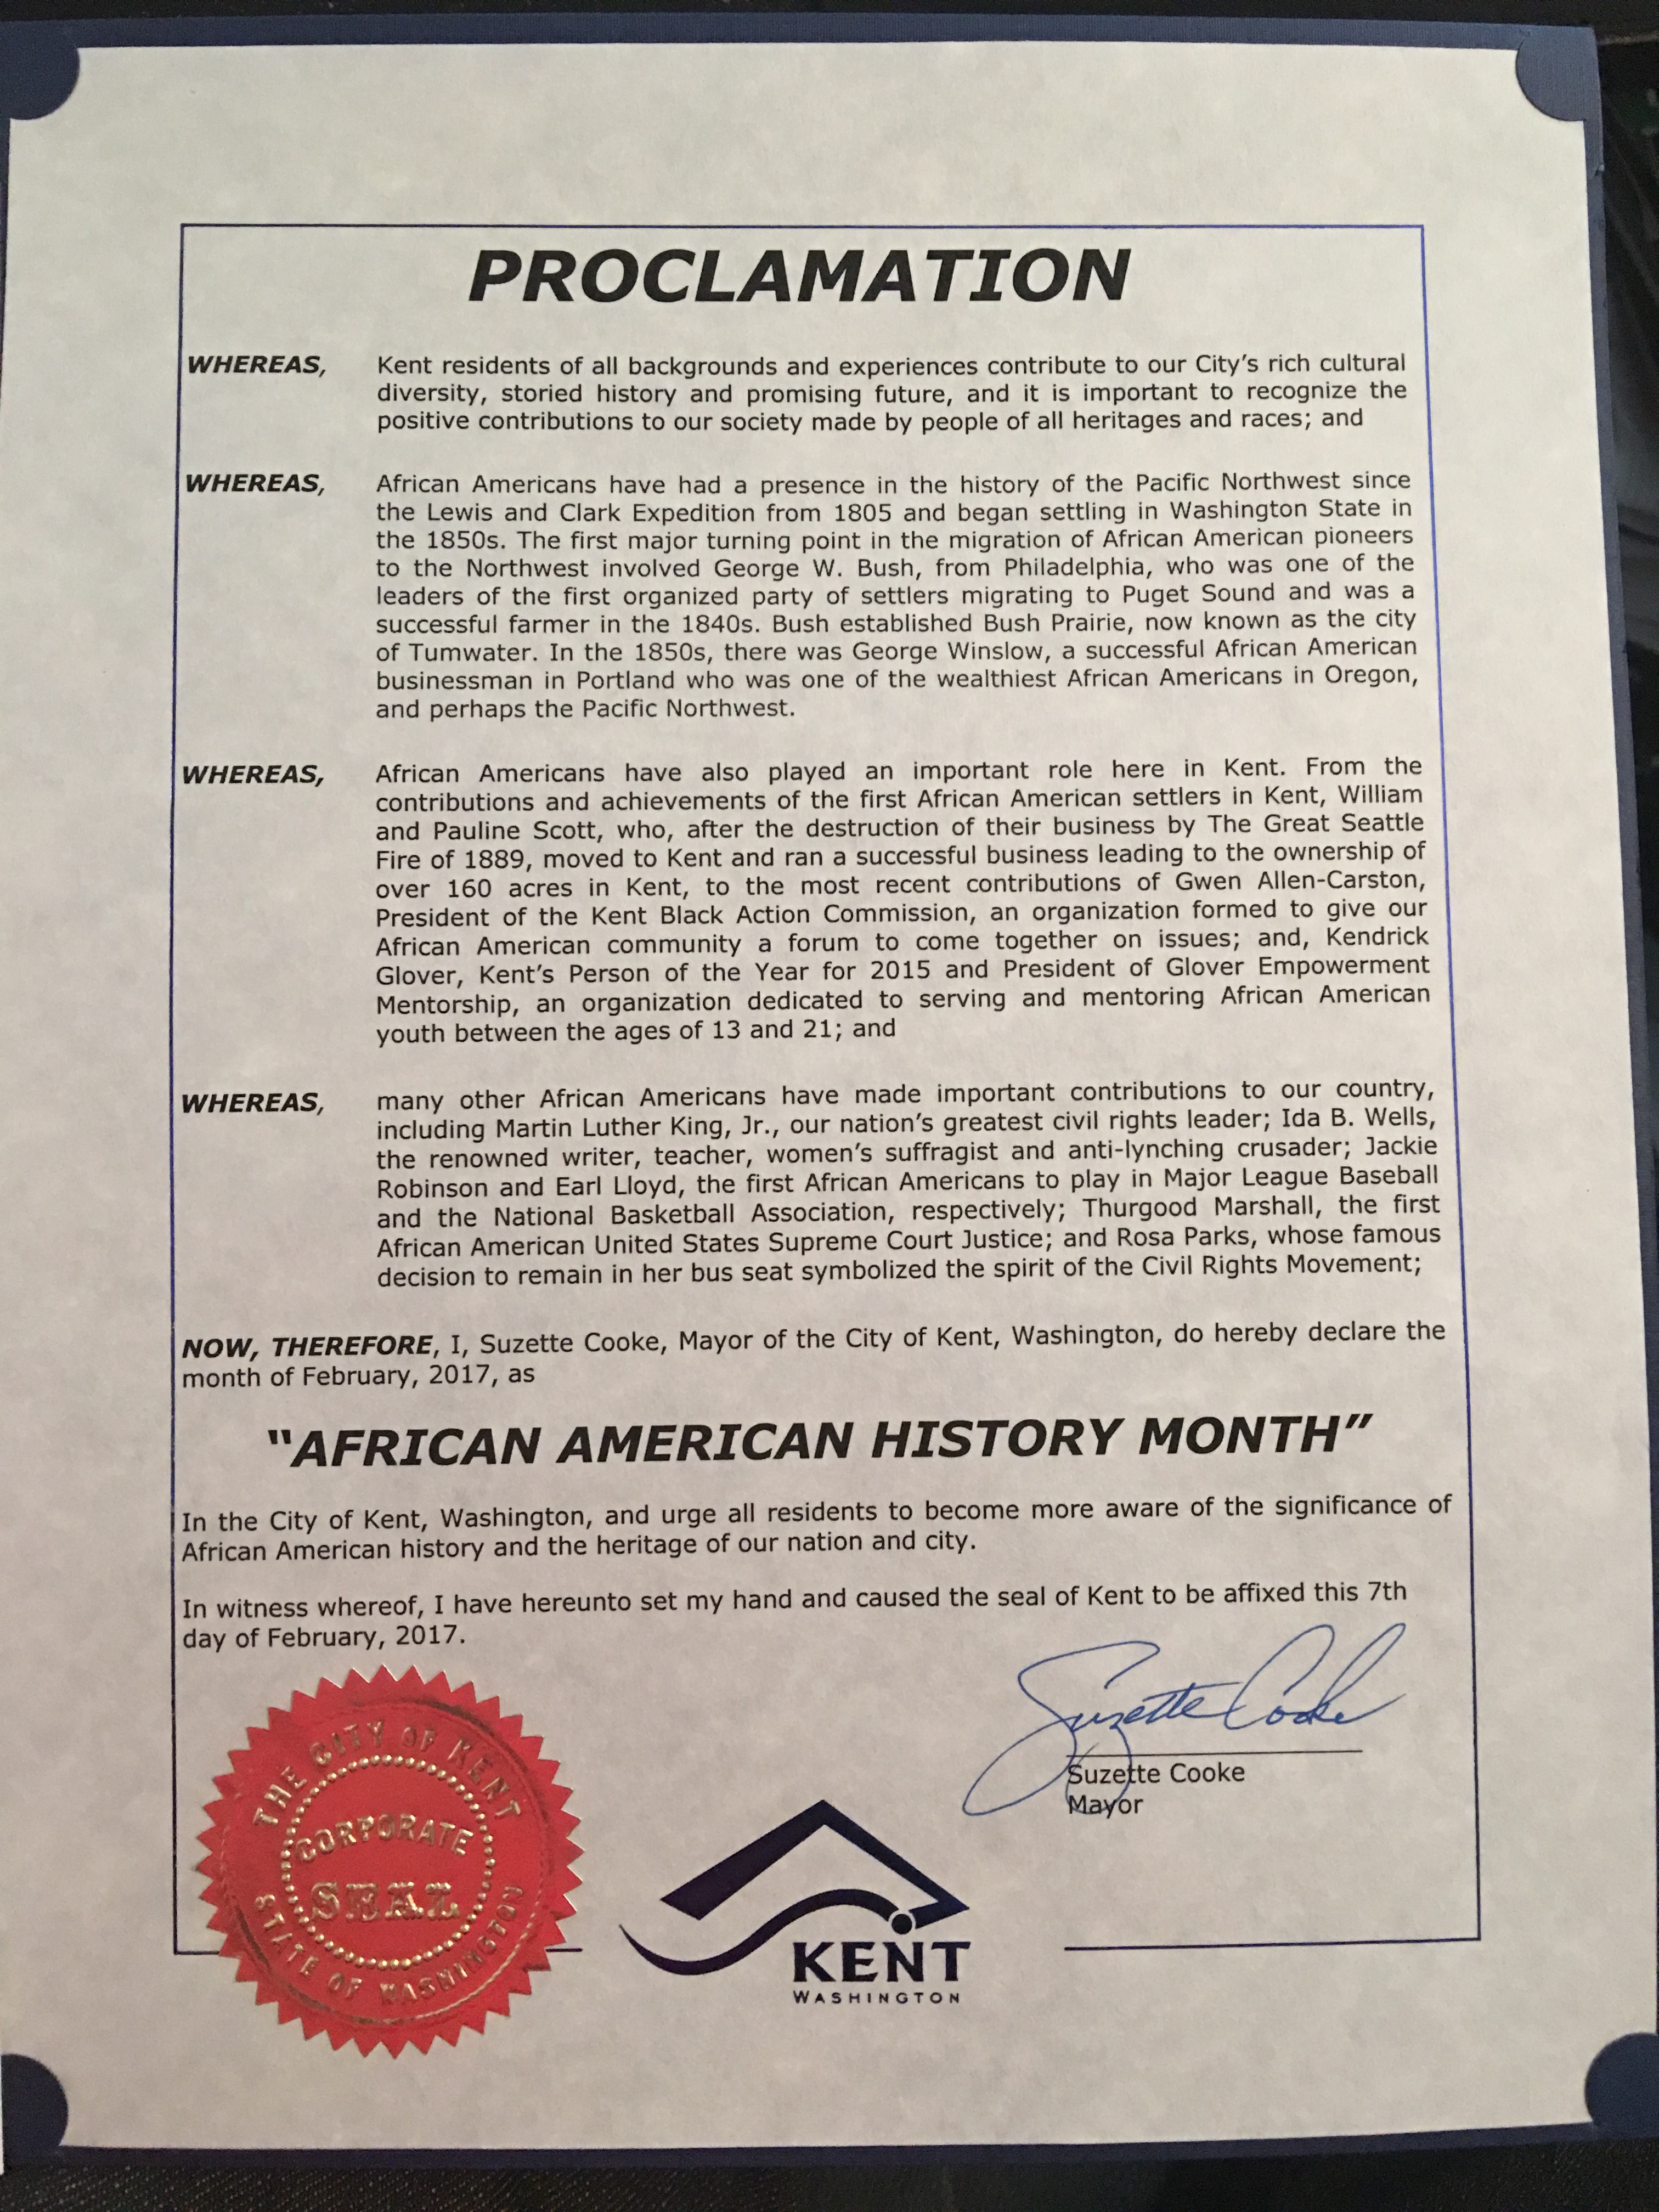 PROCLAMATION
WHEREAS, Kent residents of all backgrounds and experiences contribute to our City's rich cultural
diversity, storied history and promising future, and it is important to recognize the
positive contributions to our society made by people of all heritages and races; and
WHEREAS, African Americans have had a presence in the history of the Pacific Northwest since
the Lewis and Clark Expedition from 1805 and began settling in Washington State in
the 1850s. The first major turning point in the migration of African American pioneers
to the Northwest involved George W. Bush, from Philadelphia, who was one of the
leaders of the first organized party of settlers migrating to Puget Sound and was a
successful farmer in the 1840s. Bush established Bush Prairie, now known as the city
of Tumwater. In the 1850s, there was George Winslow, a successful African American
businessman in Portland who was one of the wealthiest African Americans in Oregon,
and perhaps the Pacific Northwest.
WHEREAS, African Americans have also played an important role here in Kent. From the
contributions and achievements of the first African American settlers in Kent, William
and Pauline Scott, who, after the destruction of their business by The Great Seattle
Fire of 1889, moved to Kent and ran a successful business leading to the ownership of
over 160 acres in Kent, to the most recent contributions of Gwen Allen-Carston,
President of the Kent Black Action Commission, an organization formed to give our
African American community a forum to come together on issues; and, Kendrick
Glover, Kent's Person of the Year for 2015 and President of Glover Empowerment
Mentorship, an organization dedicated to serving and mentoring African American
youth between the ages of 13 and 21; and
WHEREAS, many other African Americans have made important contributions to our country,
including Martin Luther King, Jr., our nation's greatest civil rights leader; Ida B. Wells,
the renowned writer, teacher, women's suffragist and anti-lynching crusader; Jackie
Robinson and Earl Lloyd, the first African Americans to play in Major League Baseball
and the National Basketball Association, respectively; Thurgood Marshall, the first
African American United States Supreme Court Justice; and Rosa Parks, whose famous
decision to remain in her bus seat symbolized the spirit of the Civil Rights Movement;
NOW, THEREFORE, I, Suzette Cooke, Mayor of the City of Kent, Washington, do hereby declare the
month of February, 2017, as
"AFRICAN AMERICAN HISTORY MONTH"
In the City of Kent, Washington, and urge all residents to become more aware of the significance of
African American history and the heritage of our nation and city.
In witness whereof, I have hereunto set my hand and caused the seal of Kent to be affixed this 7th
day of February, 2017.
Suzette Cooke
Suzette Cooke
Mayor
THE CITY OF KENT
CORPORATE
SEAL
STATE OF WASHINGTON
KENT
WASHINGTON